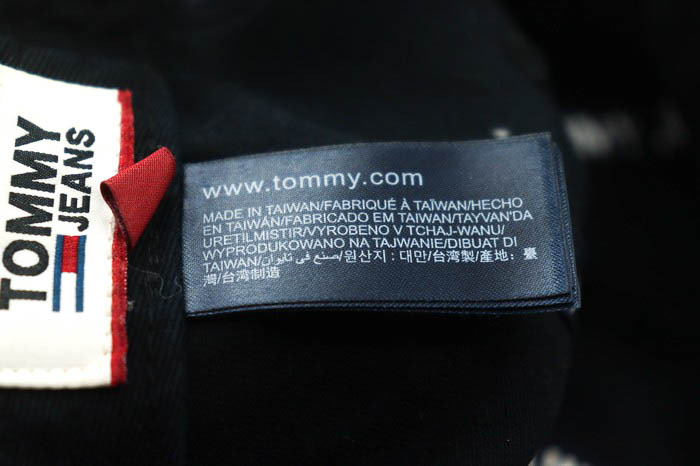 TOMMY
JEANS
www.tommy.com
MADE IN TAIWAN/FABRIQUÉ À TAÏWAN/HECHO
EN TAIWÁN/FABRICADO EM TAIWAN/TAYVAN'DA
URETILMISTIR/VYROBENO V TCHAJ-WANU/
WYPRODUKOWANO NA TAJWANIE/DIBUAT DI
TAIWAN/صنع في تايوان/원산지 : 대만/台湾製/產地: 臺
灣/台湾制造